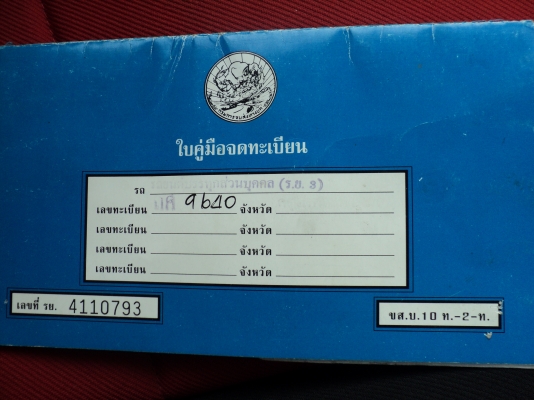 ใบคู่มือจดทะเบียน
รถ ส่วนบุคคล (ร.ย. 3)
เลขทะเบียน 9640 จังหวัด
เลขทะเบียน จังหวัด
เลขทะเบียน จังหวัด
เลขทะเบียน จังหวัด
เลขที่ รย. 4110793
ขส.บ.10 ท.-2-ท.